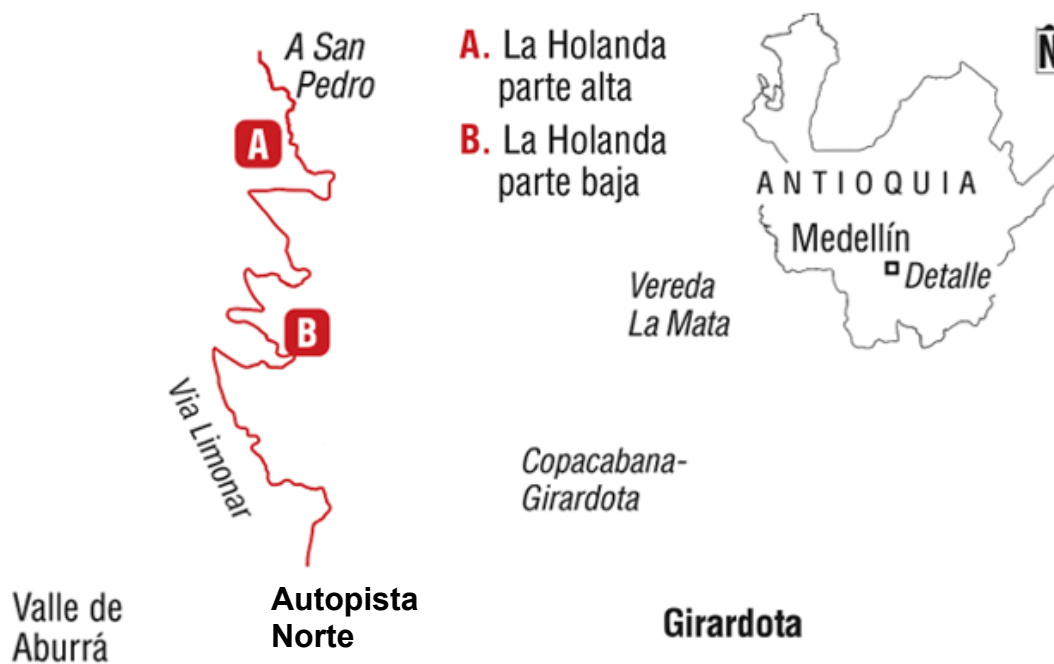 A San
Pedro
A
A. La Holanda
parte alta
B. La Holanda
parte baja
N
ANTIOQUIA
Medellín
Detalle
Vereda
La Mata
B
Via Limonar
Copacabana-
Girardota
Valle de
Aburrá
Autopista
Norte
Girardota